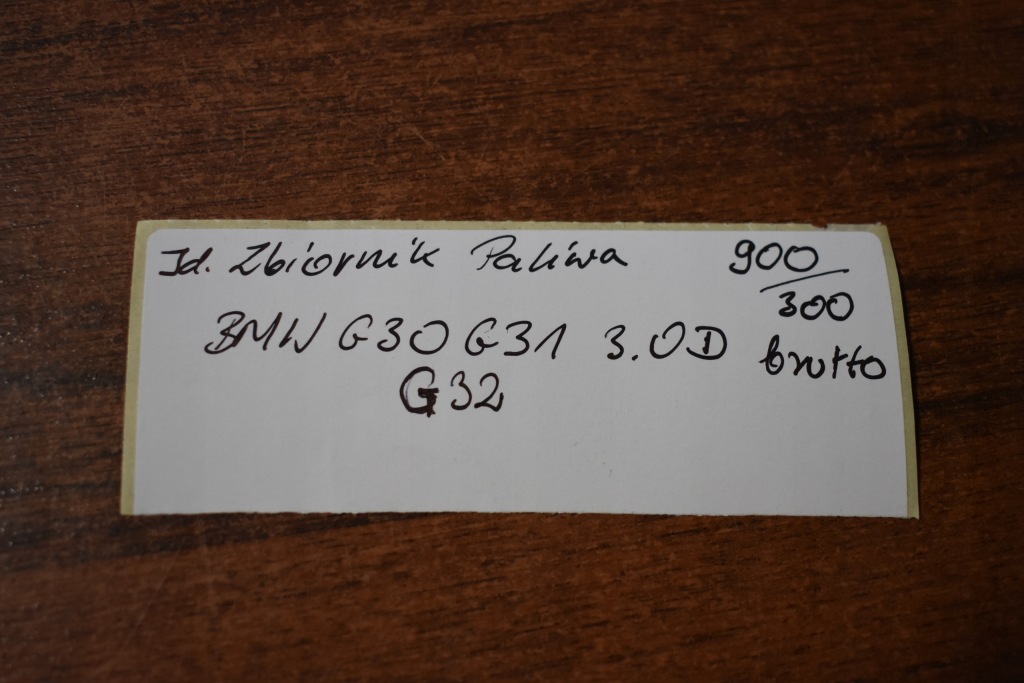 Id. Zbiornik Paliwa 900/300
BMW G30 G31 3.0D brutto
G32